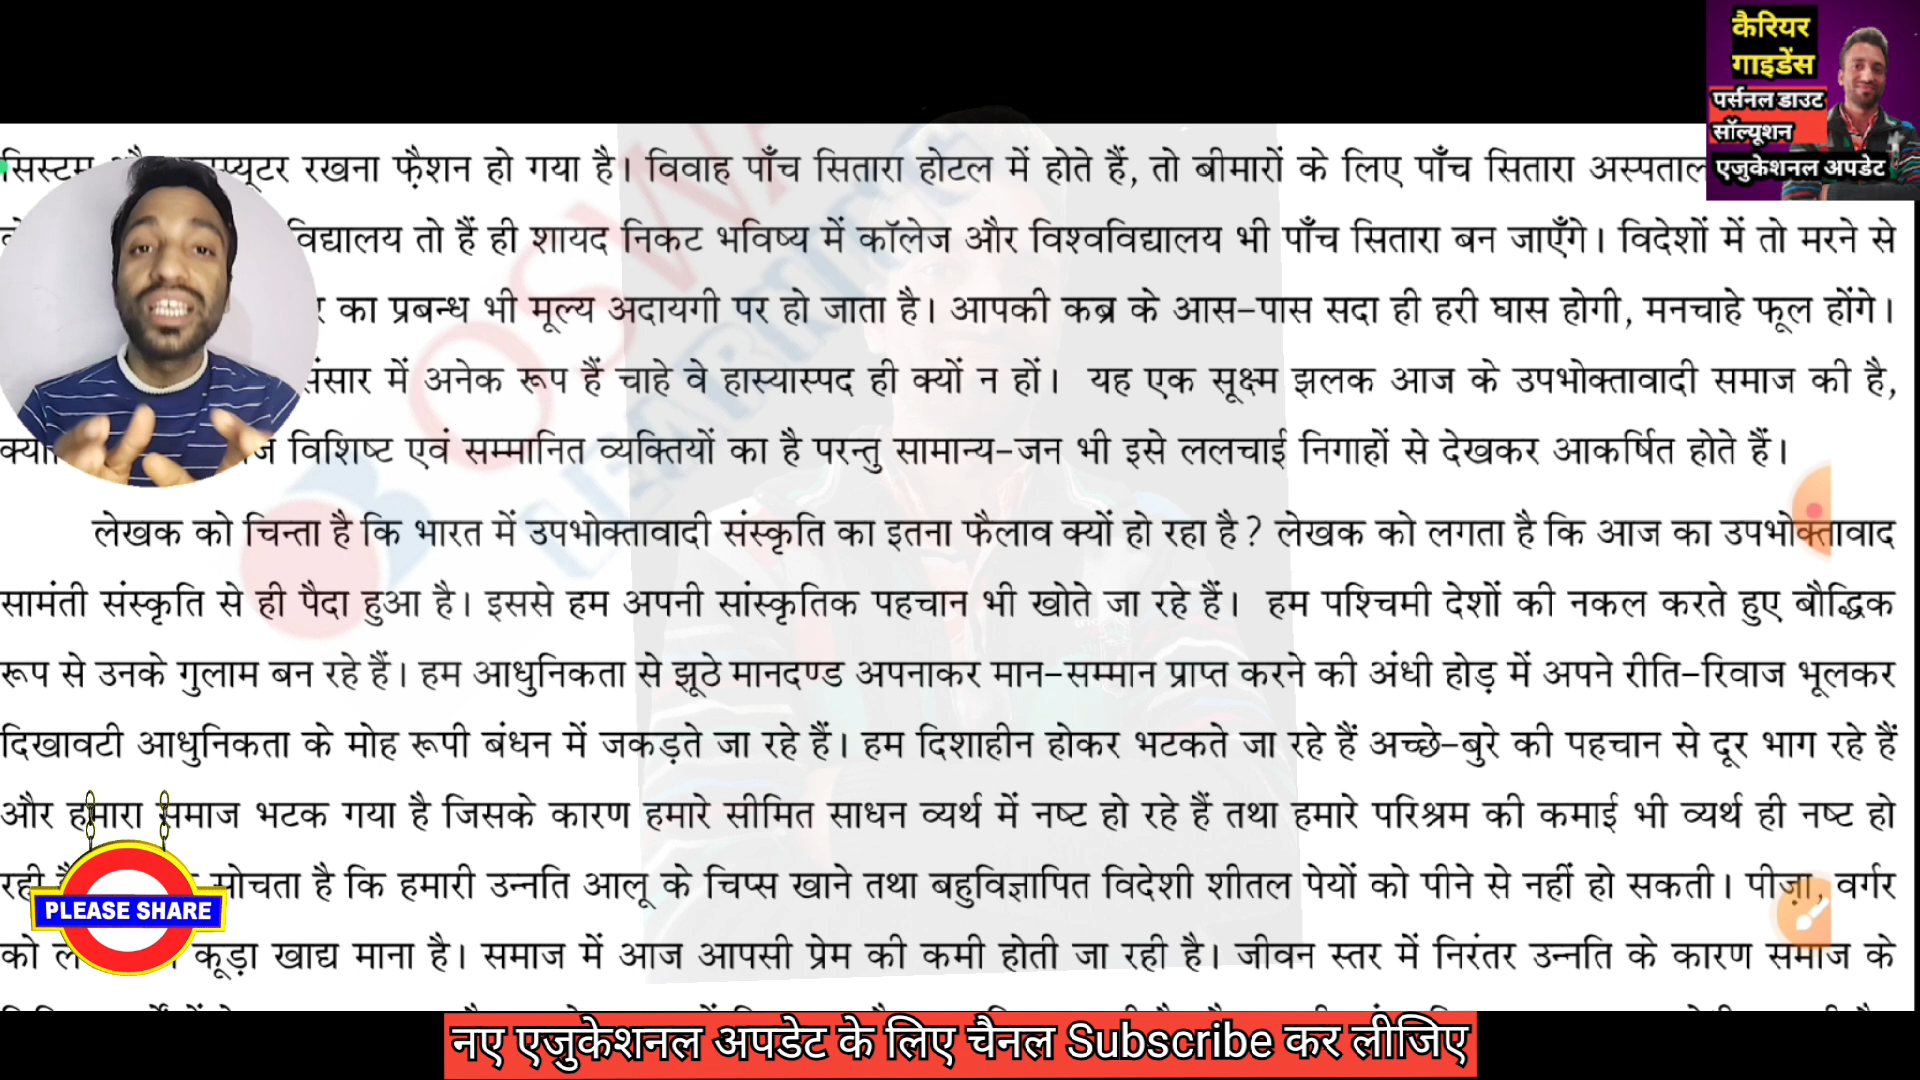 कैरियर
गाइडेंस
पर्सनल डाउट
सॉल्यूशन
एजुकेशनल अपडेट
रखना फ़ैशन हो गया है। विवाह पाँच सितारा होटल में होते हैं, तो बीमारों के लिए पाँच सितारा अस्पताल
विद्यालय तो हैं ही शायद निकट भविष्य में कॉलेज और विश्वविद्यालय भी पाँच सितारा बन जाएँगे। विदेशों में तो मरने से
का प्रबन्ध भी मूल्य अदायगी पर हो जाता है। आपकी कब्र के आस-पास सदा ही हरी घास होगी, मनचाहे फूल होंगे।
संसार में अनेक रूप हैं चाहे वे हास्यास्पद ही क्यों न हों। यह एक सूक्ष्म झलक आज के उपभोक्तावादी समाज की है,
विशिष्ट एवं सम्मानित व्यक्तियों का है परन्तु सामान्य-जन भी इसे ललचाई निगाहों से देखकर आकर्षित होते हैं।
लेखक को चिन्ता है कि भारत में उपभोक्तावादी संस्कृति का इतना फैलाव क्यों हो रहा है? लेखक को लगता है कि आज का उपभोक्तावाद
सामंती संस्कृति से ही पैदा हुआ है। इससे हम अपनी सांस्कृतिक पहचान भी खोते जा रहे हैं। हम पश्चिमी देशों की नकल करते हुए बौद्धिक
रूप से उनके गुलाम बन रहे हैं। हम आधुनिकता से झूठे मानदण्ड अपनाकर मान-सम्मान प्राप्त करने की अंधी होड़ में अपने रीति-रिवाज भूलकर
दिखावटी आधुनिकता के मोह रूपी बंधन में जकड़ते जा रहे हैं। हम दिशाहीन होकर भटकते जा रहे हैं अच्छे-बुरे की पहचान से दूर भाग रहे हैं
और हमारा समाज भटक गया है जिसके कारण हमारे सीमित साधन व्यर्थ में नष्ट हो रहे हैं तथा हमारे परिश्रम की कमाई भी व्यर्थ ही नष्ट हो
रही सोचता है कि हमारी उन्नति आलू के चिप्स खाने तथा बहुविज्ञापित विदेशी शीतल पेयों को पीने से नहीं हो सकती। पीज़ा, वर्गर
को कूड़ा खाद्य माना है। समाज में आज आपसी प्रेम की कमी होती जा रही है। जीवन स्तर में निरंतर उन्नति के कारण समाज के
PLEASE SHARE
नए एजुकेशनल अपडेट के लिए चैनल Subscribe कर लीजिए